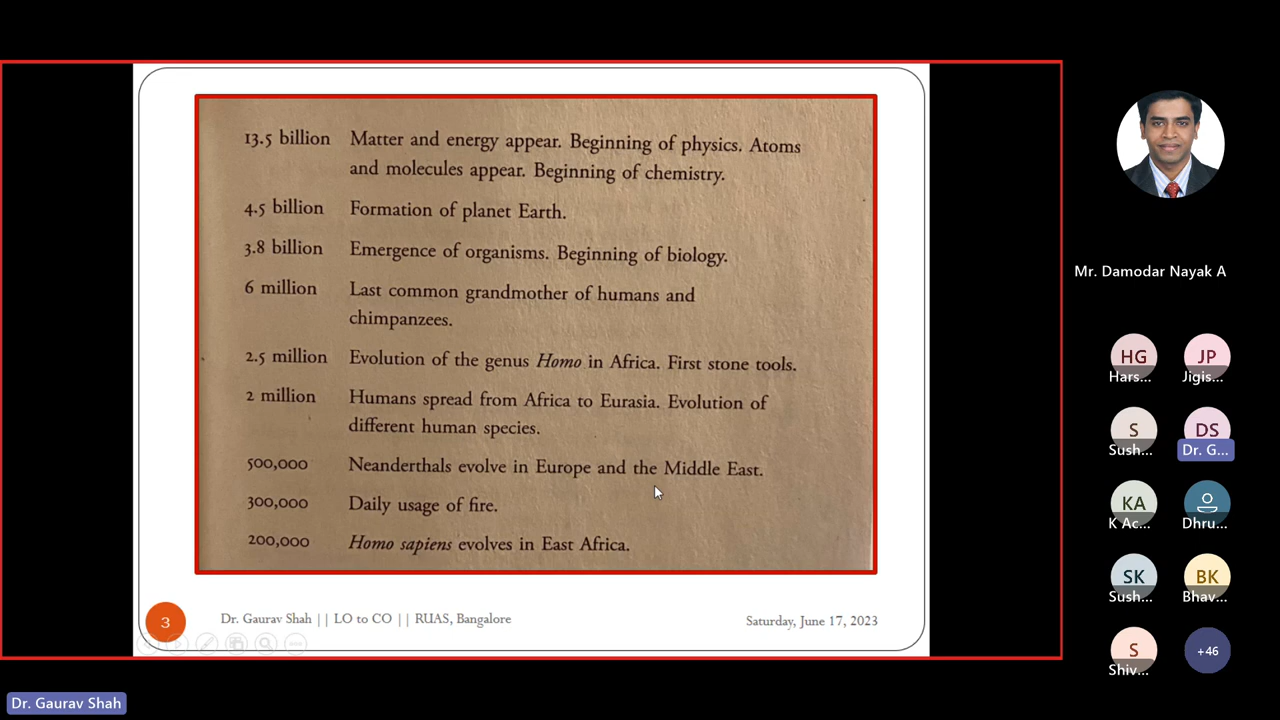 13.5 billion Matter and energy appear. Beginning of physics. Atoms
and molecules appear. Beginning of chemistry.
4.5 billion Formation of planet Earth.
3.8 billion Emergence of organisms. Beginning of biology.
6 million Last common grandmother of humans and
chimpanzees.
2.5 million Evolution of the genus Homo in Africa. First stone tools.
2 million Humans spread from Africa to Eurasia. Evolution of
different human species.
500,000 Neanderthals evolve in Europe and the Middle East.
300,000 Daily usage of fire.
200,000 Homo sapiens evolves in East Africa.
3 Dr. Gaurav Shah || LO to CO || RUAS, Bangalore Saturday, June 17, 2023
Dr. Gaurav Shah
Mr. Damodar Nayak A
HG JP
Hars... Jigis...
S DS
Sush... Dr. G...
KA
K Ac... Dhru...
SK BK
Sush... Bhav...
S +46
Shiv...